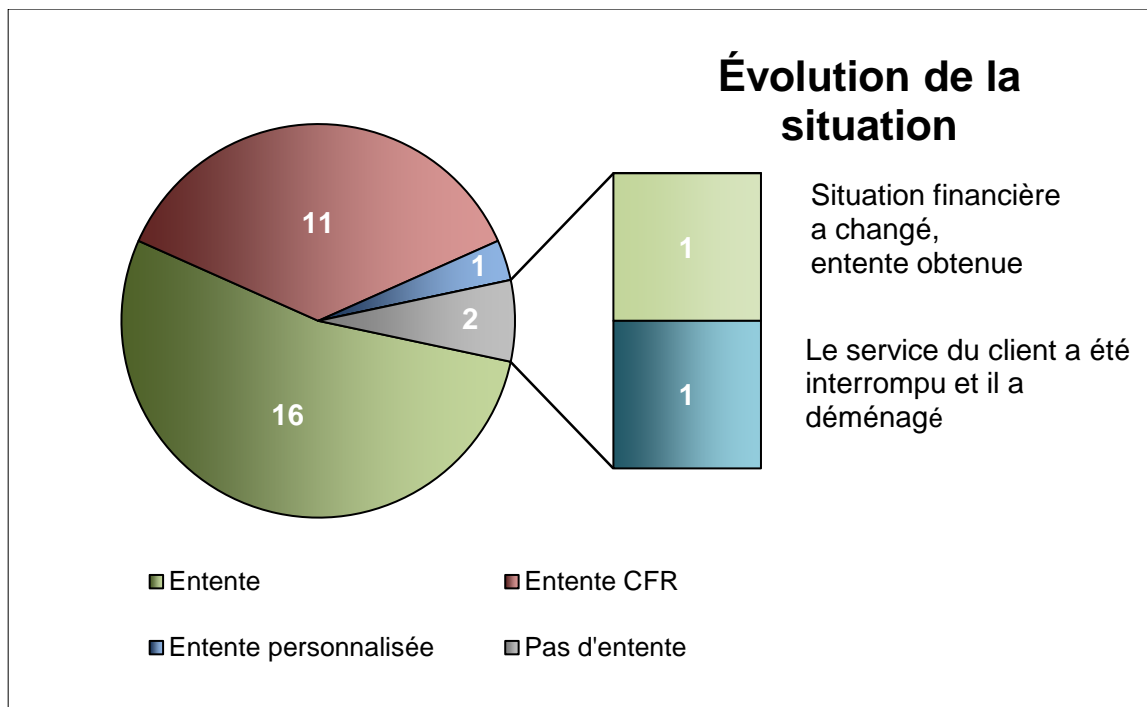 Évolution de la
situation
11
1
2
16
1
Situation financière
a changé,
entente obtenue
1
Le service du client a été
interrompu et il a
déménagé
Entente
Entente CFR
Entente personnalisée
Pas d'entente